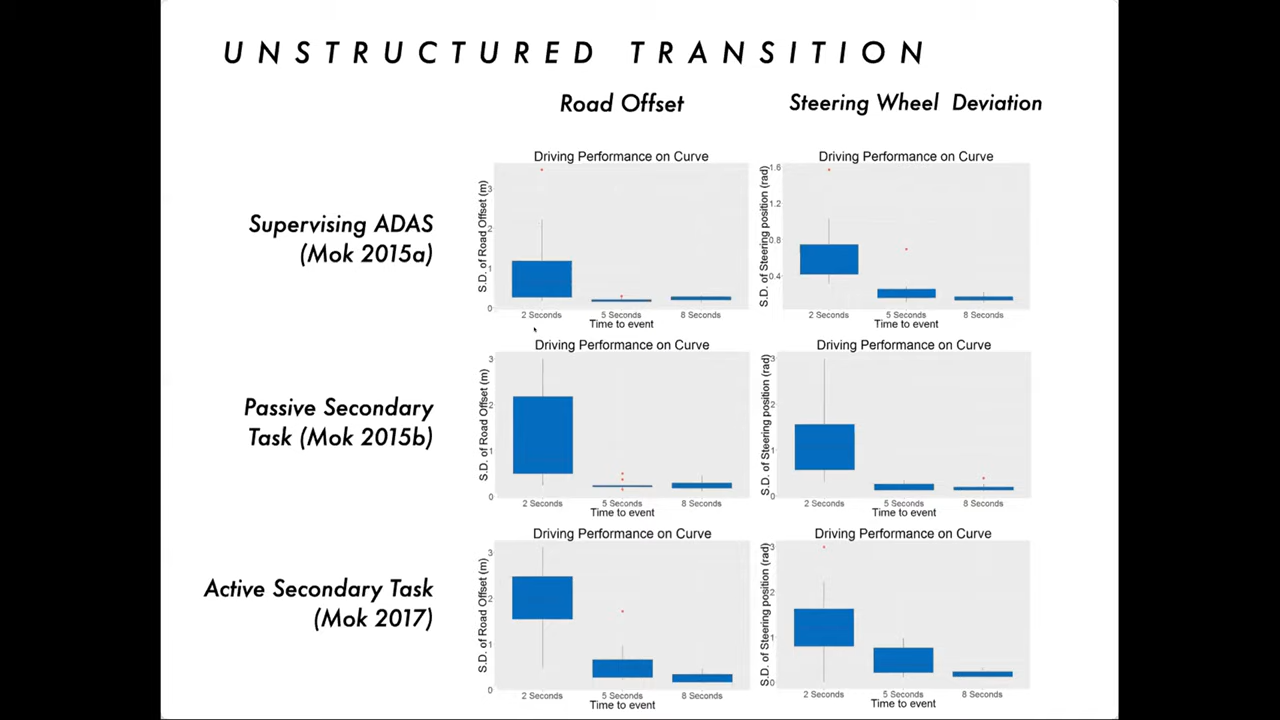 UNSTRUCTURED TRANSITION
Road Offset
Steering Wheel Deviation
Supervising ADAS
(Mok 2015a)
Driving Performance on Curve
S.D. of Road Offset (m)
3
2
1
0
2 Seconds
5 Seconds
8 Seconds
Time to event
Driving Performance on Curve
S.D. of Steering position (rad)
1.6
1.2
0.8
0.4
2 Seconds
5 Seconds
8 Seconds
Time to event
Passive Secondary
Task (Mok 2015b)
Driving Performance on Curve
S.D. of Road Offset (m)
3
2
1
0
2 Seconds
5 Seconds
8 Seconds
Time to event
Driving Performance on Curve
S.D. of Steering position (rad)
3
2
1
0
2 Seconds
5 Seconds
8 Seconds
Time to event
Active Secondary Task
(Mok 2017)
Driving Performance on Curve
S.D. of Road Offset (m)
3
2
1
0
2 Seconds
5 Seconds
8 Seconds
Time to event
Driving Performance on Curve
S.D. of Steering position (rad)
3
2
1
0
2 Seconds
5 Seconds
8 Seconds
Time to event